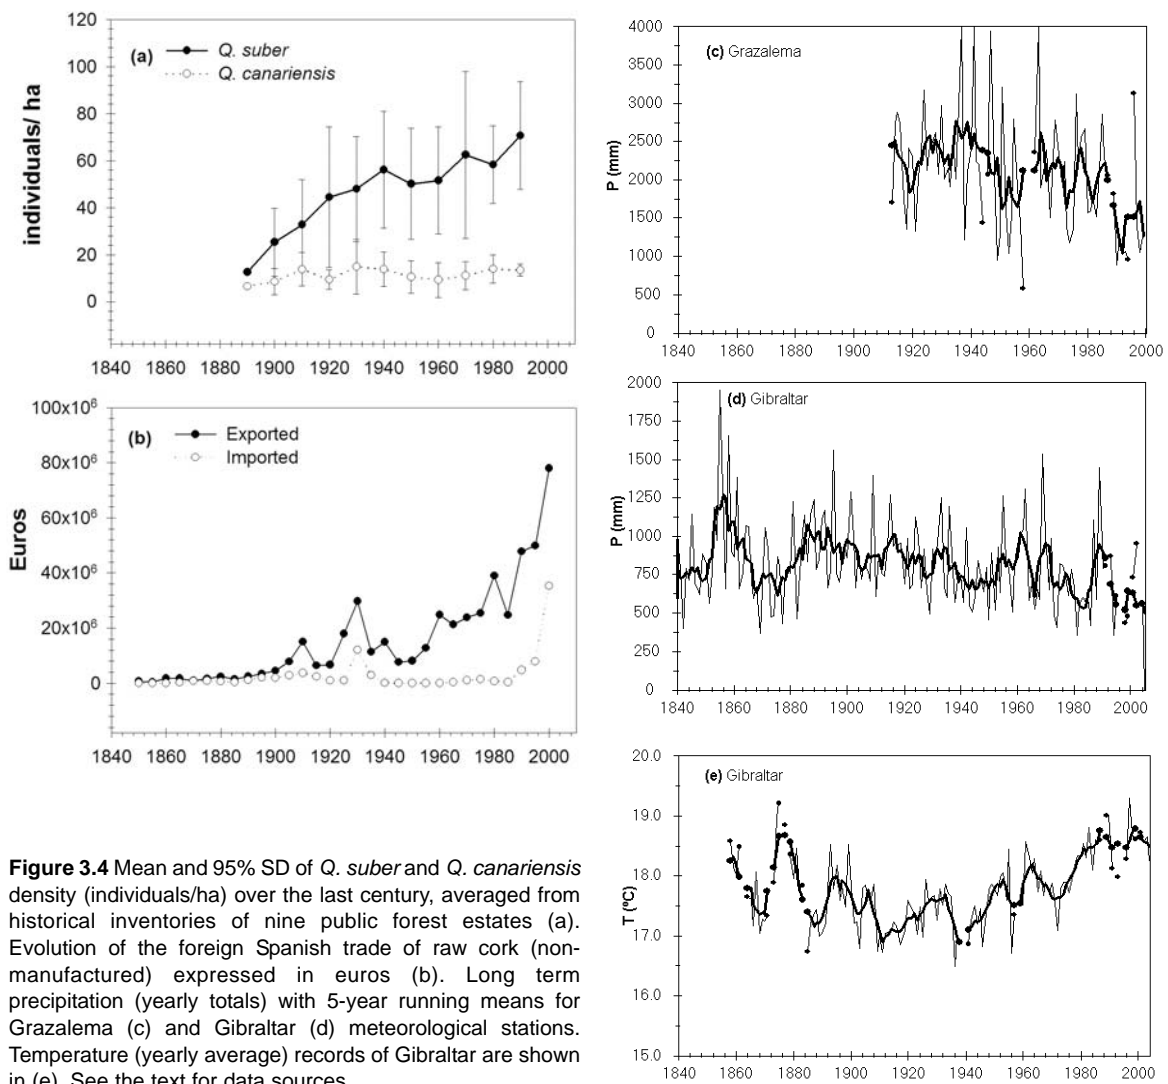 120
100
80
60
40
20
0
individuals/ ha
(a)
Q. suber
Q. canariensis
1840 1860 1880 1900 1920 1940 1960 1980 2000
100x10⁶
80x10⁶
60x10⁶
40x10⁶
20x10⁶
0
Euros
(b)
Exported
Imported
1840 1860 1880 1900 1920 1940 1960 1980 2000
Figure 3.4 Mean and 95% SD of Q. suber and Q. canariensis
density (individuals/ha) over the last century, averaged from
historical inventories of nine public forest estates (a).
Evolution of the foreign Spanish trade of raw cork (non-
manufactured) expressed in euros (b). Long term
precipitation (yearly totals) with 5-year running means for
Grazalema (c) and Gibraltar (d) meteorological stations.
Temperature (yearly average) records of Gibraltar are shown
in (e). See the text for data sources.
4000
3500
3000
2500
2000
1500
1000
500
0
P (mm)
(c) Grazalema
1840 1860 1880 1900 1920 1940 1960 1980 2000
2000
1750
1500
1250
1000
750
500
250
0
P (mm)
(d) Gibraltar
1840 1860 1880 1900 1920 1940 1960 1980 2000
20.0
19.0
18.0
17.0
16.0
15.0
T (ºC)
(e) Gibraltar
1840 1860 1880 1900 1920 1940 1960 1980 2000